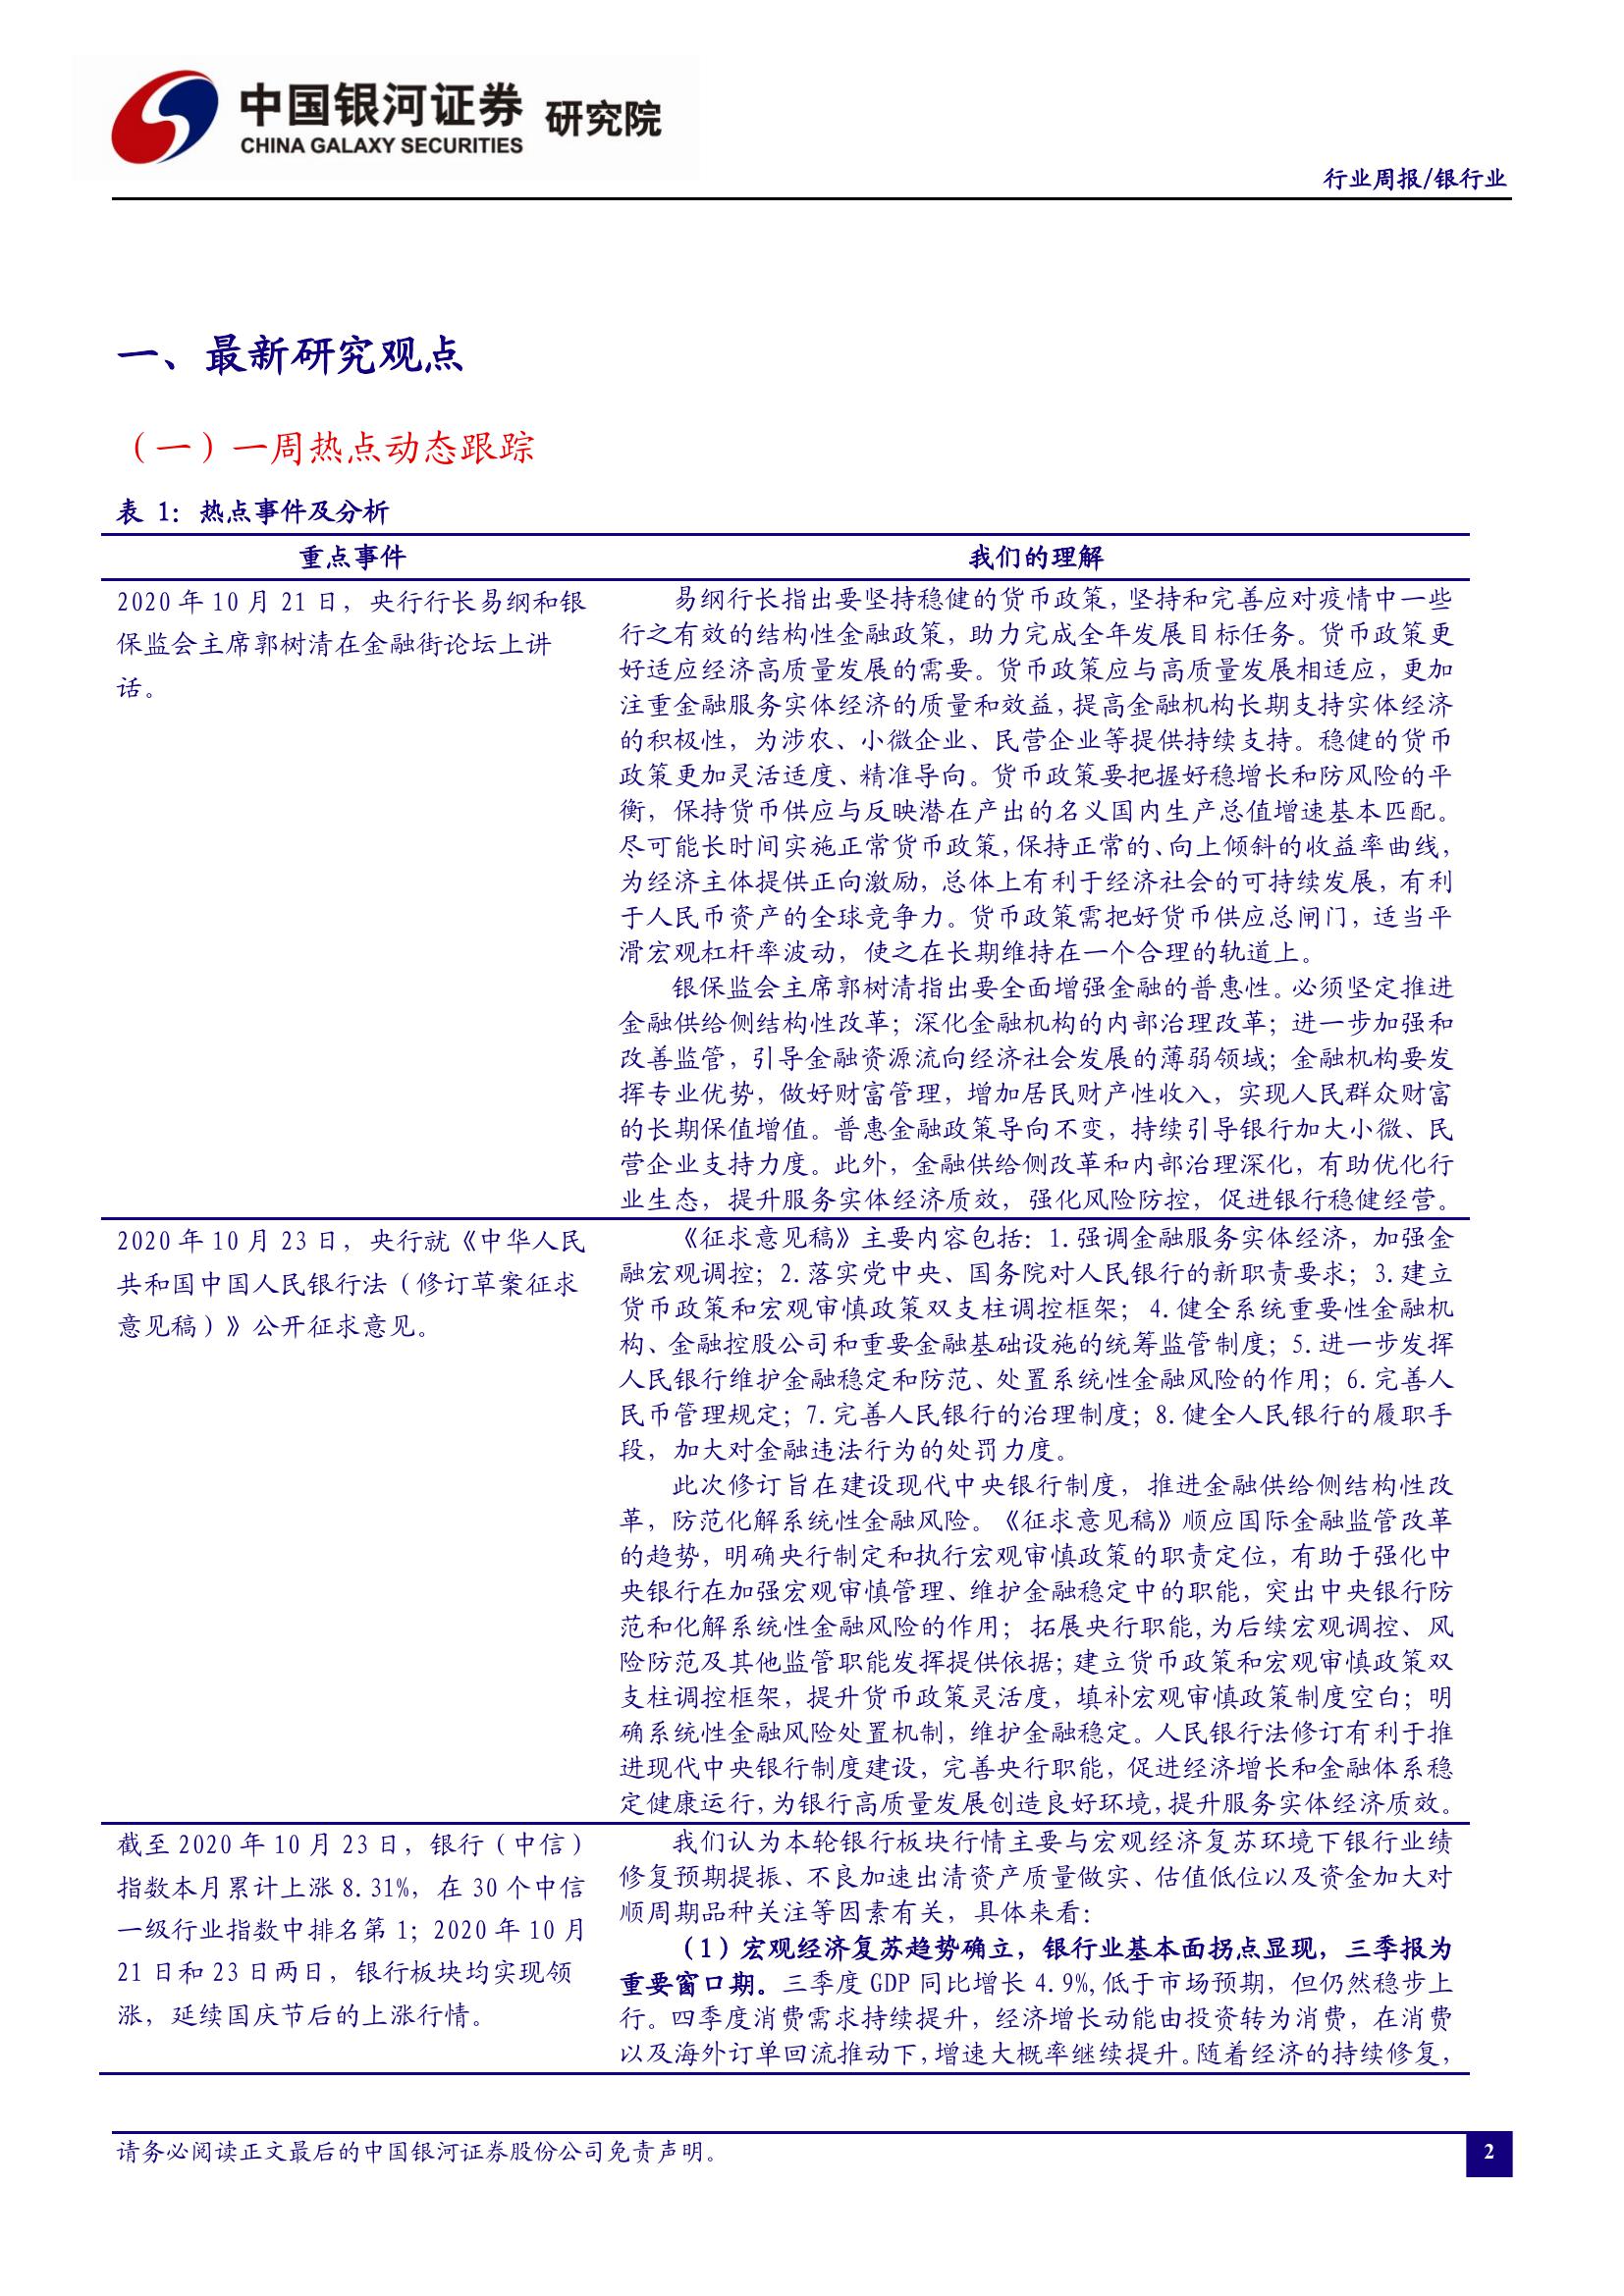 中国银河证券 研究院
CHINA GALAXY SECURITIES
行业周报/银行业
一、最新研究观点
（一）一周热点动态跟踪
表 1：热点事件及分析
重点事件
我们的理解
2020 年 10 月 21 日，央行行长易纲和银
保监会主席郭树清在金融街论坛上讲
话。
易纲行长指出要坚持稳健的货币政策，坚持和完善应对疫情中一些
行之有效的结构性金融政策，助力完成全年发展目标任务。货币政策更
好适应经济高质量发展的需要。货币政策应与高质量发展相适应，更加
注重金融服务实体经济的质量和效益，提高金融机构长期支持实体经济
的积极性，为涉农、小微企业、民营企业等提供持续支持。稳健的货币
政策更加灵活适度、精准导向。货币政策要把握好稳增长和防风险的平
衡，保持货币供应与反映潜在产出的名义国内生产总值增速基本匹配。
尽可能长时间实施正常货币政策，保持正常的、向上倾斜的收益率曲线，
为经济主体提供正向激励，总体上有利于经济社会的可持续发展，有利
于人民币资产的全球竞争力。货币政策需把好货币供应总闸门，适当平
滑宏观杠杆率波动，使之在长期维持在一个合理的轨道上。
银保监会主席郭树清指出要全面增强金融的普惠性。必须坚定推进
金融供给侧结构性改革；深化金融机构的内部治理改革；进一步加强和
改善监管，引导金融资源流向经济社会发展的薄弱领域；金融机构要发
挥专业优势，做好财富管理，增加居民财产性收入，实现人民群众财富
的长期保值增值。普惠金融政策导向不变，持续引导银行加大小微、民
营企业支持力度。此外，金融供给侧改革和内部治理深化，有助优化行
业生态，提升服务实体经济质效，强化风险防控，促进银行稳健经营。
2020 年 10 月 23 日，央行就《中华人民
共和国中国人民银行法（修订草案征求
意见稿）》公开征求意见。
《征求意见稿》主要内容包括：1.强调金融服务实体经济，加强金
融宏观调控；2.落实党中央、国务院对人民银行的新职责要求；3.建立
货币政策和宏观审慎政策双支柱调控框架；4.健全系统重要性金融机
构、金融控股公司和重要金融基础设施的统筹监管制度；5.进一步发挥
人民银行维护金融稳定和防范、处置系统性金融风险的作用；6.完善人
民币管理规定；7.完善人民银行的治理制度；8.健全人民银行的履职手
段，加大对金融违法行为的处罚力度。
此次修订旨在建设现代中央银行制度，推进金融供给侧结构性改
革，防范化解系统性金融风险。《征求意见稿》顺应国际金融监管改革
的趋势，明确央行制定和执行宏观审慎政策的职责定位，有助于强化中
央银行在加强宏观审慎管理、维护金融稳定中的职能，突出中央银行防
范和化解系统性金融风险的作用；拓展央行职能，为后续宏观调控、风
险防范及其他监管职能发挥提供依据；建立货币政策和宏观审慎政策双
支柱调控框架，提升货币政策灵活度，填补宏观审慎政策制度空白；明
确系统性金融风险处置机制，维护金融稳定。人民银行法修订有利于推
进现代中央银行制度建设，完善央行职能，促进经济增长和金融体系稳
定健康运行，为银行高质量发展创造良好环境，提升服务实体经济质效。
截至 2020 年 10 月 23 日，银行（中信）
指数本月累计上涨 8.31%，在 30 个中信
一级行业指数中排名第 1；2020 年 10 月
21 日和 23 日两日，银行板块均实现领
涨，延续国庆节后的上涨行情。
我们认为本轮银行板块行情主要与宏观经济复苏环境下银行业绩
修复预期提振、不良加速出清资产质量做实、估值低位以及资金加大对
顺周期品种关注等因素有关，具体来看：
（1）宏观经济复苏趋势确立，银行业基本面拐点显现，三季报为
重要窗口期。三季度 GDP 同比增长 4.9%,低于市场预期，但仍然稳步上
行。四季度消费需求持续提升，经济增长动能由投资转为消费，在消费
以及海外订单回流推动下，增速大概率继续提升。随着经济的持续修复，
请务必阅读正文最后的中国银河证券股份公司免责声明。
2